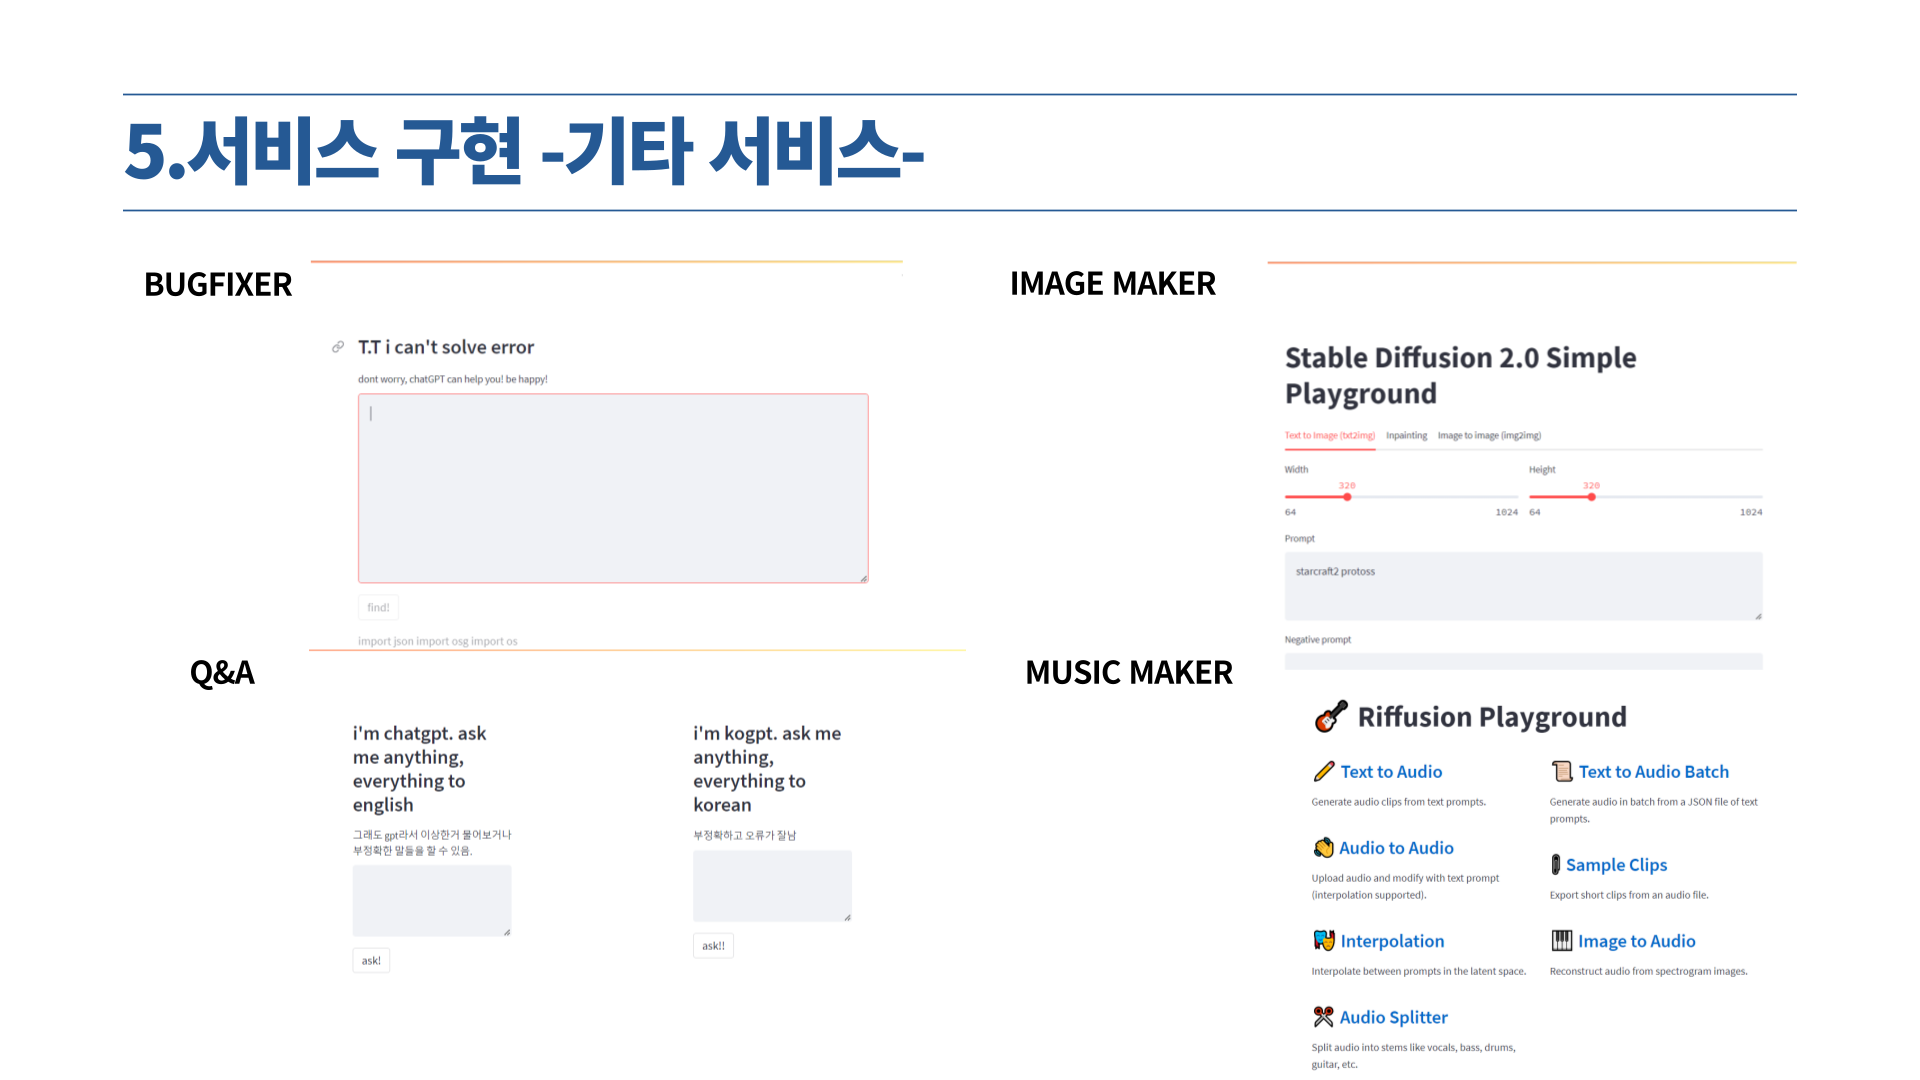 5.서비스 구현 -기타 서비스-
BUGFIXER
T.T i can't solve error
dont worry, chatGPT can help you! be happy!
find!
import json import osg import os
IMAGE MAKER
Stable Diffusion 2.0 Simple
Playground
Text to Image (txt2img) Inpainting Image to image (img2img)
Width Height
320 320
64 1024 64 1024
Prompt
starcraft2 protoss
Negative prompt
Q&A
i'm chatgpt. ask
me anything,
everything to
english
그래도 gpt라서 이상한거 물어보거나
부정확한 말들을 할 수 있음.
ask!
i'm kogpt. ask me
anything,
everything to
korean
부정확하고 오류가 잘남
ask!!
MUSIC MAKER
Riffusion Playground
Text to Audio
Generate audio clips from text prompts.
Text to Audio Batch
Generate audio in batch from a JSON file of text
prompts.
Audio to Audio
Upload audio and modify with text prompt
(interpolation supported).
Sample Clips
Export short clips from an audio file.
Interpolation
Interpolate between prompts in the latent space.
Image to Audio
Reconstruct audio from spectrogram images.
Audio Splitter
Split audio into stems like vocals, bass, drums,
guitar, etc.